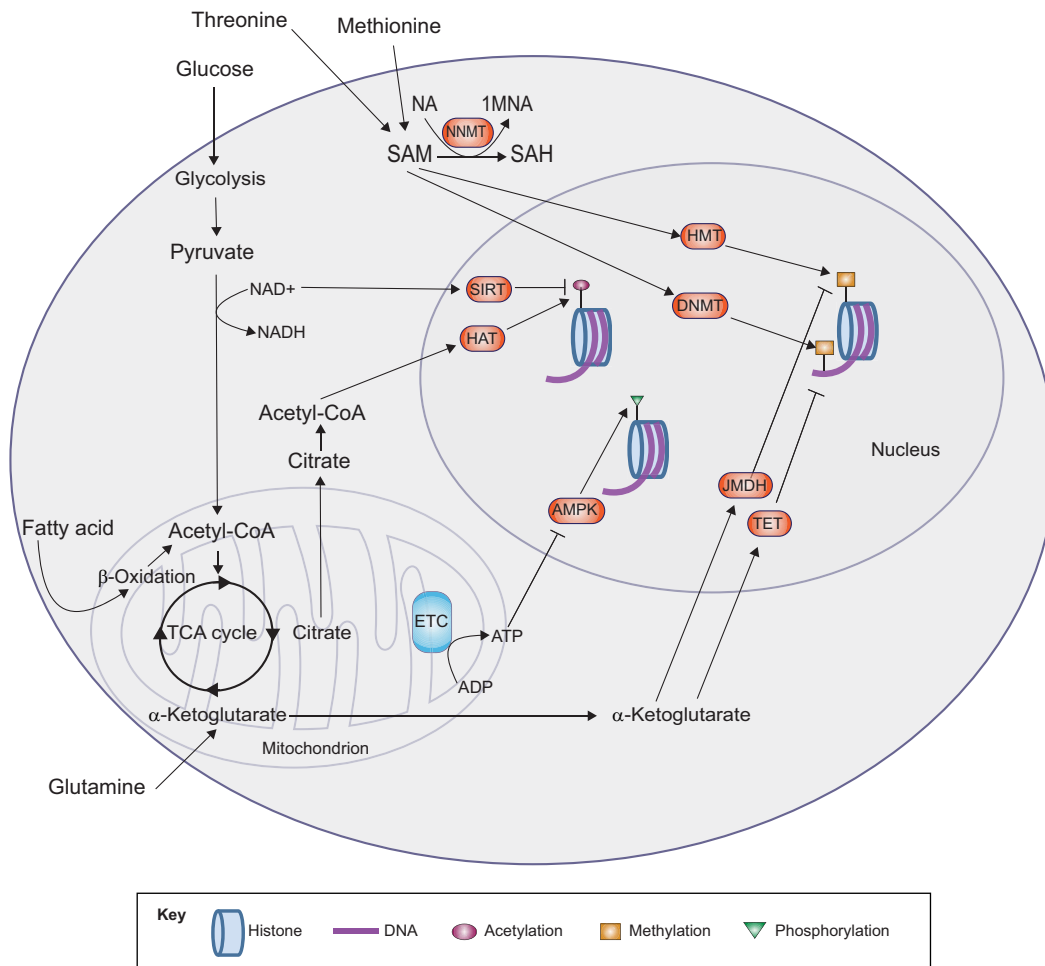 Threonine
Methionine
Glucose
NA
1MNA
NNMT
SAM
SAH
Glycolysis
HMT
Pyruvate
NAD+
SIRT
DNMT
NADH
HAT
Acetyl-CoA
Citrate
Nucleus
JMDH
AMPK
TET
Fatty acid
Acetyl-CoA
β-Oxidation
ETC
TCA cycle
Citrate
ATP
ADP
α-Ketoglutarate
α-Ketoglutarate
Mitochondrion
Glutamine
Key
Histone
DNA
Acetylation
Methylation
Phosphorylation